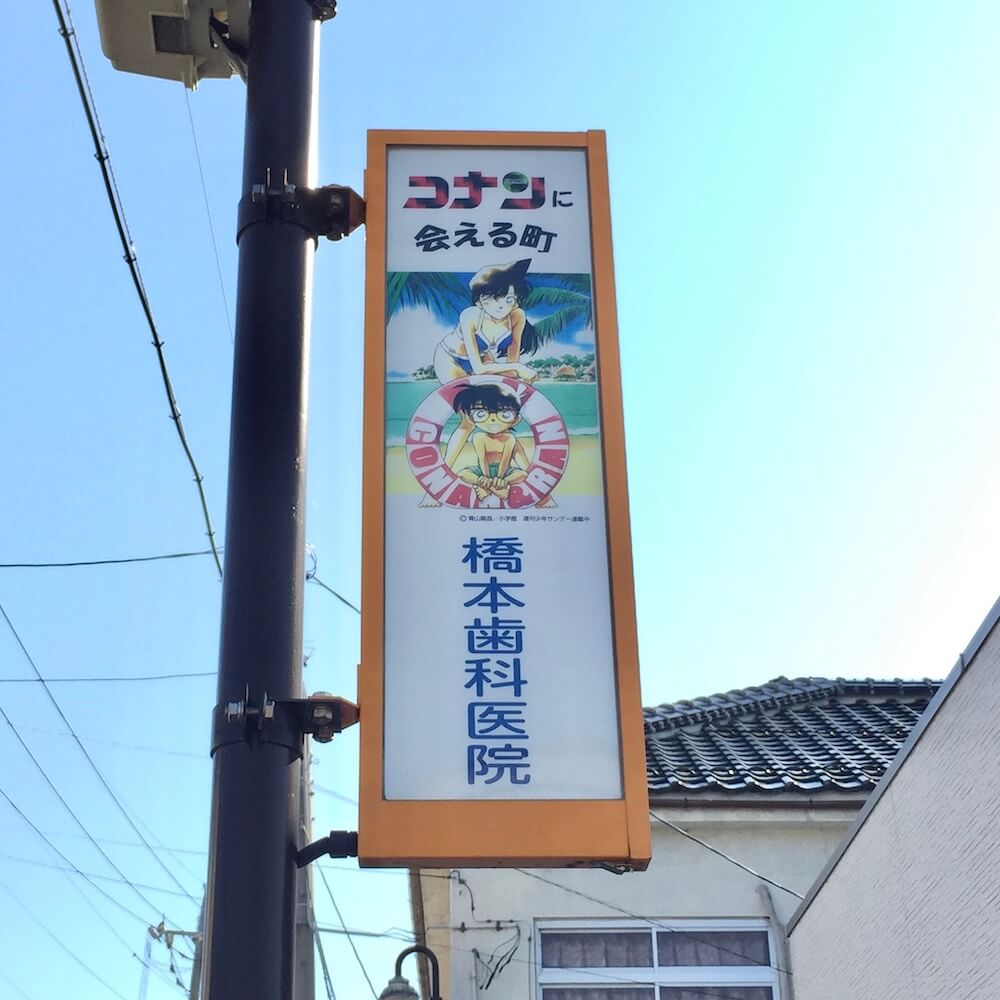 コナンに
会える町
CONAN & RAN
©青山剛昌／小学館 週刊少年サンデー連載中
橋本歯科医院